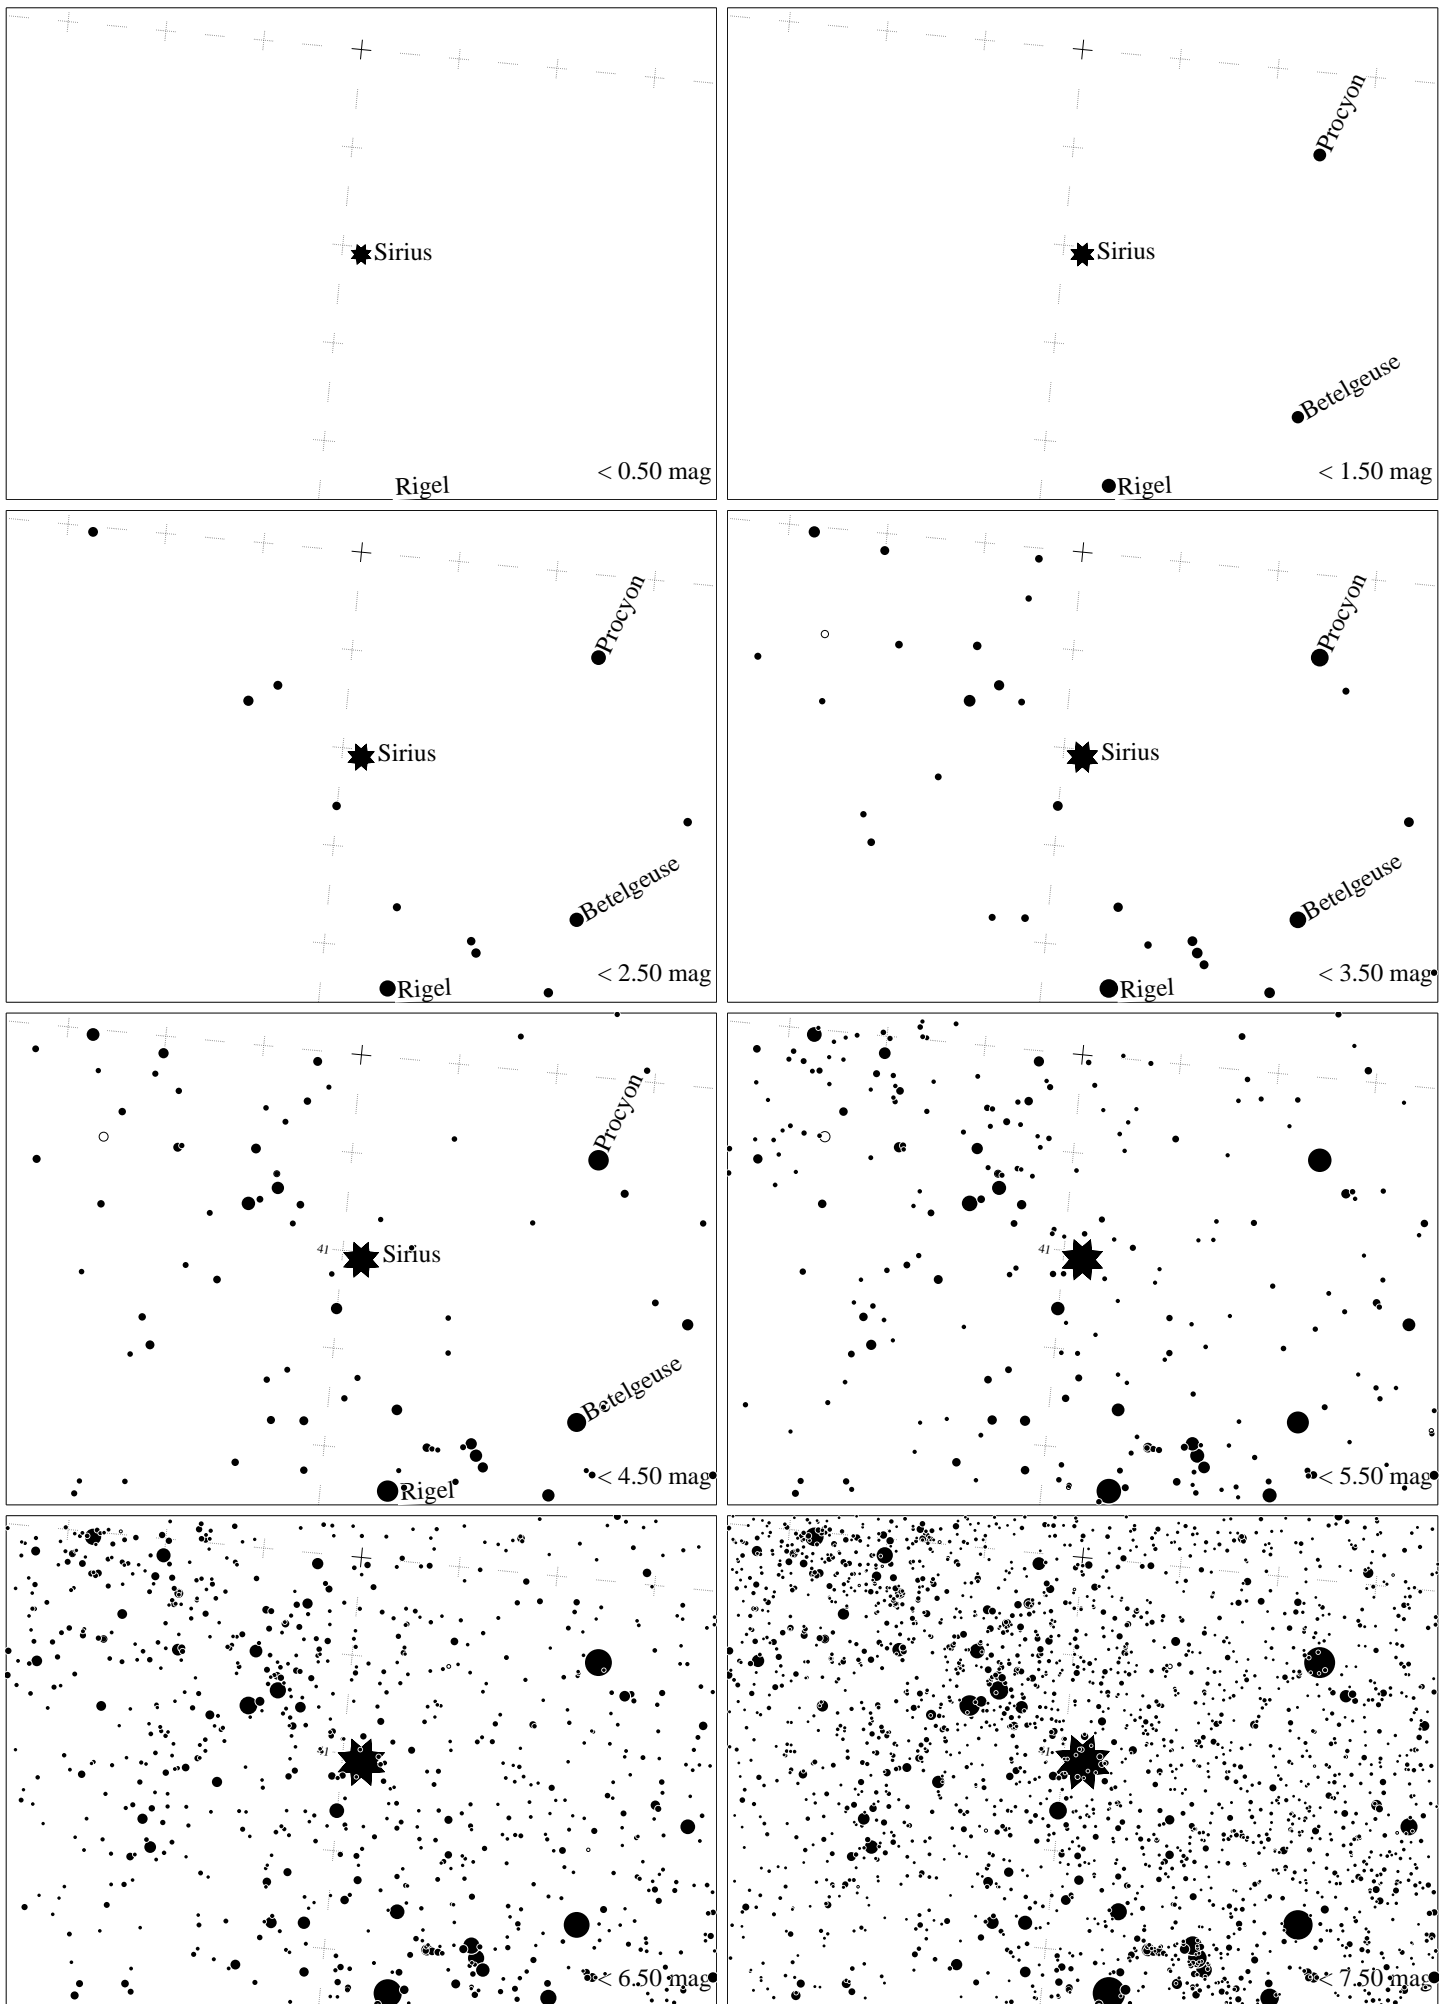 Sirius
Rigel
< 0.50 mag
Procyon
Sirius
Betelgeuse
Rigel
< 1.50 mag
Procyon
Sirius
Betelgeuse
Rigel
< 2.50 mag
Procyon
Sirius
Betelgeuse
Rigel
< 3.50 mag
Procyon
41
Sirius
Betelgeuse
Rigel
< 4.50 mag
41
< 5.50 mag
41
< 6.50 mag
41
< 7.50 mag